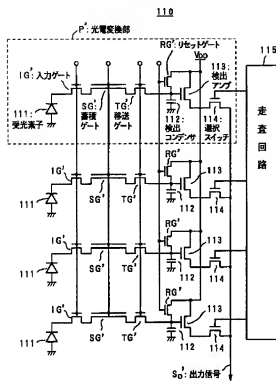 110
P': 光電変換部
RG': リセットゲート
VDD
115
IG': 入力ゲート
113: 検出アンプ
111: 受光素子
SG: 蓄積ゲート
TG: 移送ゲート
112: 検出コンデンサ
114: 選択スイッチ
走査回路
RG'
IG'
113
111
SG'
TG'
112
114
RG'
IG'
113
111
SG'
TG'
112
114
RG'
IG'
113
111
SG'
TG'
112
114
SO': 出力信号